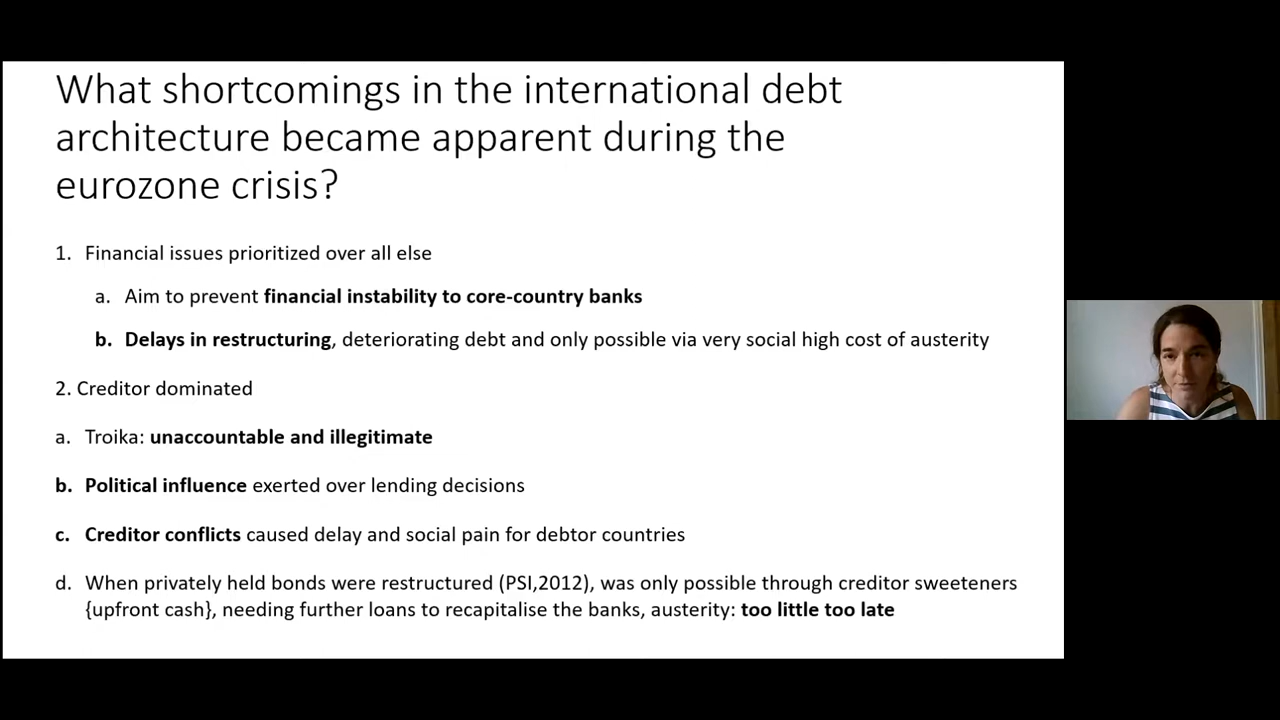 What shortcomings in the international debt
architecture became apparent during the
eurozone crisis?
1. Financial issues prioritized over all else
a. Aim to prevent financial instability to core-country banks
b. Delays in restructuring, deteriorating debt and only possible via very social high cost of austerity
2. Creditor dominated
a. Troika: unaccountable and illegitimate
b. Political influence exerted over lending decisions
c. Creditor conflicts caused delay and social pain for debtor countries
d. When privately held bonds were restructured (PSI,2012), was only possible through creditor sweeteners
{upfront cash}, needing further loans to recapitalise the banks, austerity: too little too late